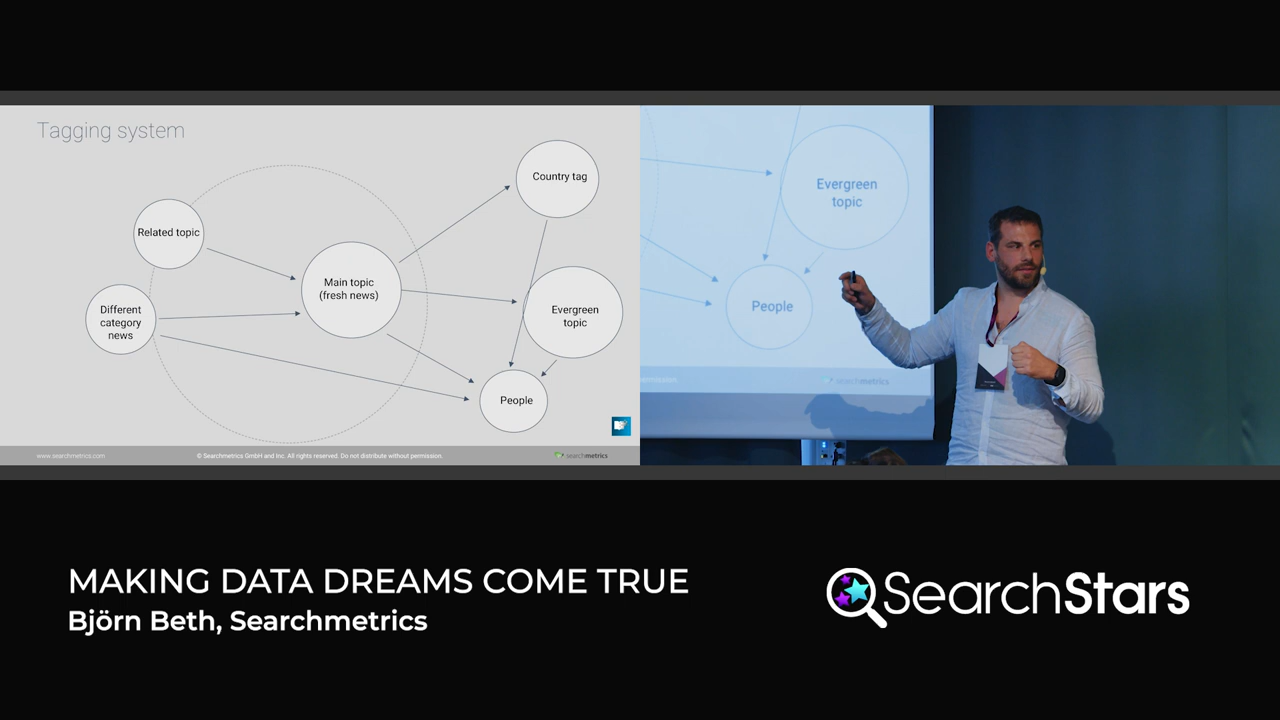 Tagging system
Country tag
Related topic
Main topic
(fresh news)
Different
category
news
Evergreen
topic
People
www.searchmetrics.com
© Searchmetrics GmbH and Inc. All rights reserved. Do not distribute without permission.
searchmetrics
Evergreen
topic
People
permission.
searchmetrics
MAKING DATA DREAMS COME TRUE
Björn Beth, Searchmetrics
SearchStars